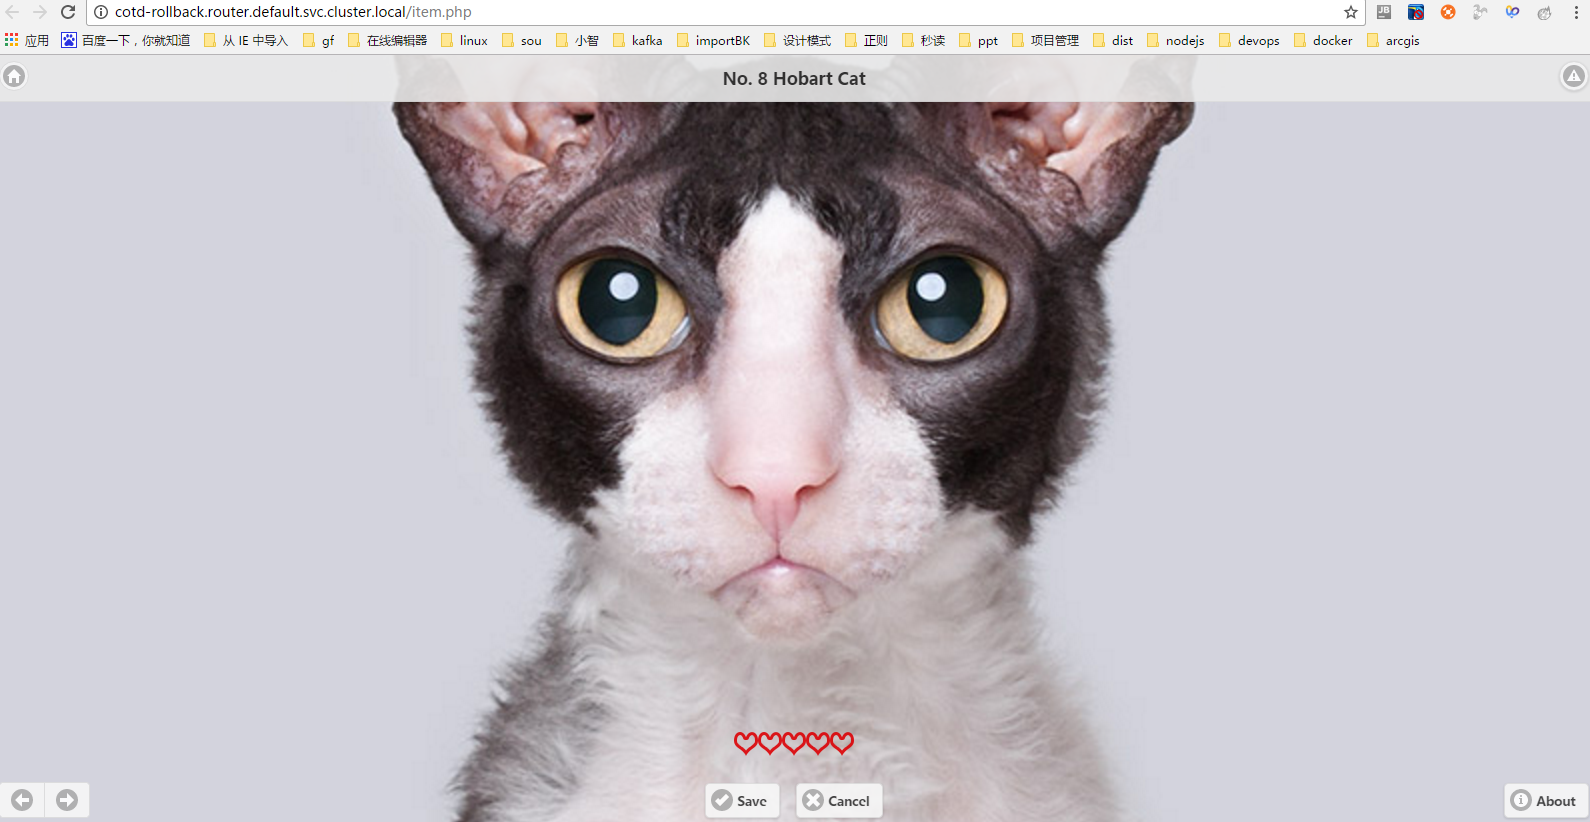 cotd-rollback.router.default.svc.cluster.local/item.php
应用 百度一下，你就知道 从 IE 中导入 gf 在线编辑器 linux sou 小智 kafka importBK 设计模式 正则 秒读 ppt 项目管理 dist nodejs devops docker arcgis
No. 8 Hobart Cat
Save Cancel About